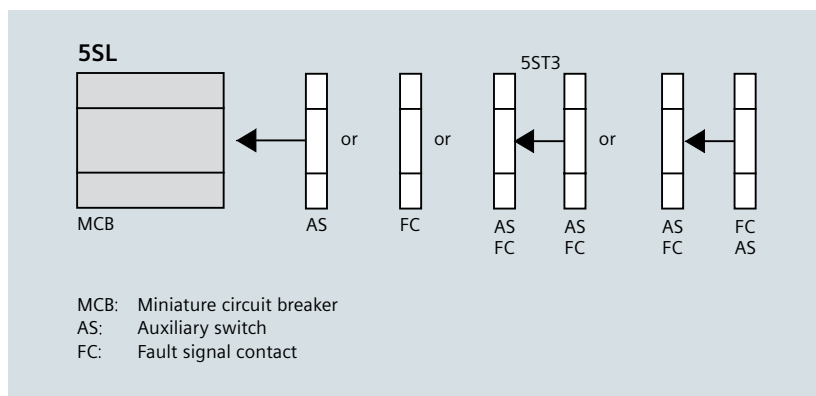 5SL
5ST3
or or or
MCB AS FC AS AS AS FC
FC FC FC AS
MCB: Miniature circuit breaker
AS: Auxiliary switch
FC: Fault signal contact